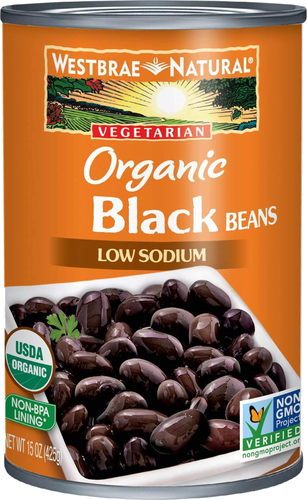 WESTBRAE NATURAL®
VEGETARIAN
Organic
Black BEANS
LOW SODIUM
USDA
ORGANIC
NON-BPA
LINING*
NET WT 15 OZ (425g)
NON
GMO
Project
VERIFIED
nongmoproject.org